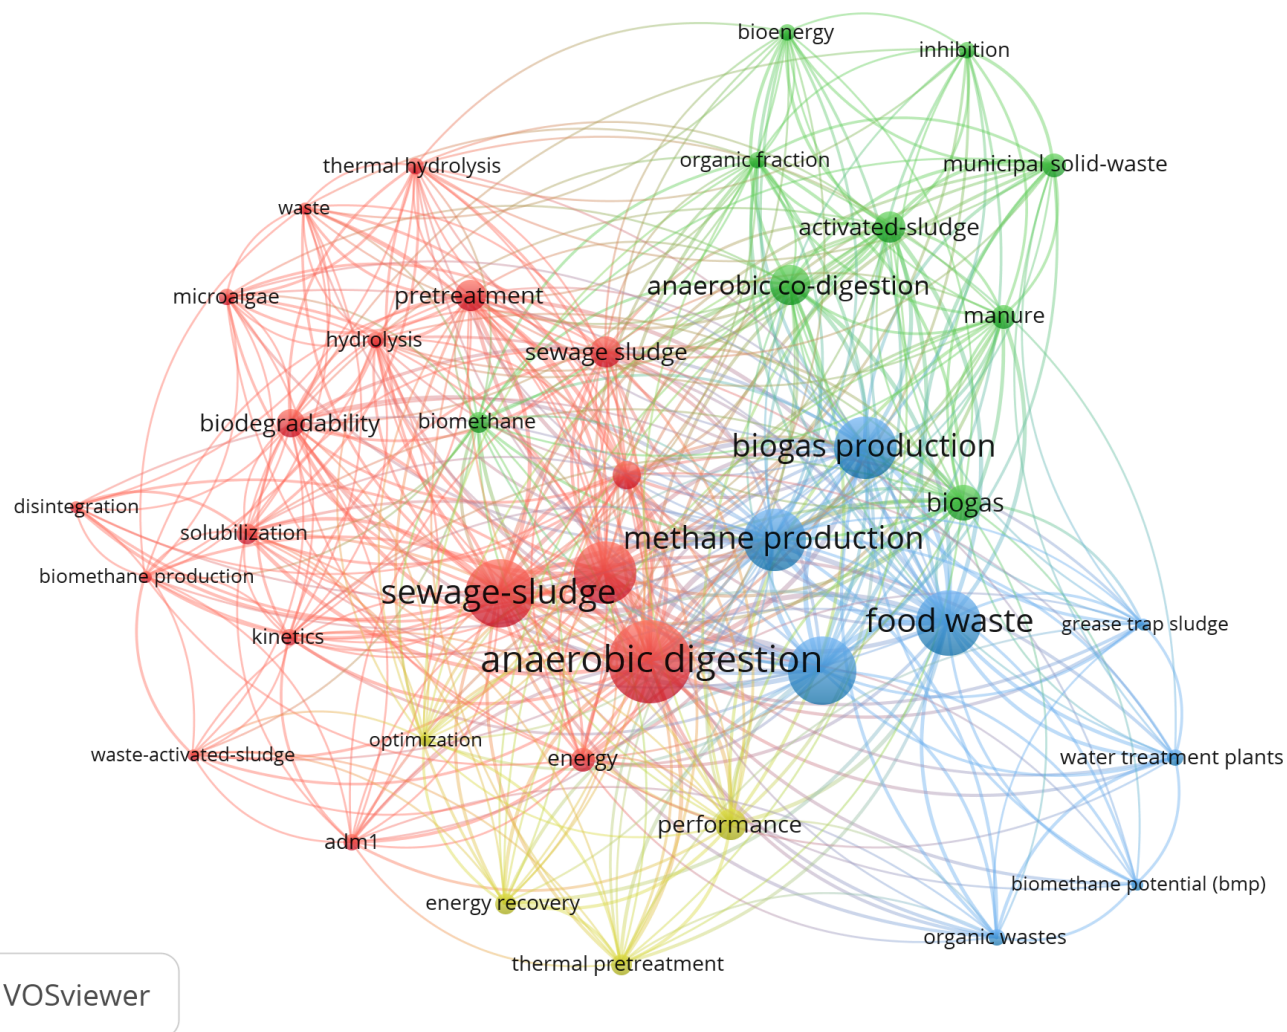 bioenergy
inhibition
organic fraction
municipal solid-waste
thermal hydrolysis
waste
activated-sludge
anaerobic co-digestion
microalgae
pretreatment
manure
hydrolysis
sewage sludge
biodegradability
biomethane
biogas production
disintegration
biogas
solubilization
methane production
biomethane production
sewage-sludge
food waste
grease trap sludge
kinetics
anaerobic digestion
optimization
waste-activated-sludge
energy
water treatment plants
performance
adm1
biomethane potential (bmp)
energy recovery
organic wastes
thermal pretreatment
VOSviewer